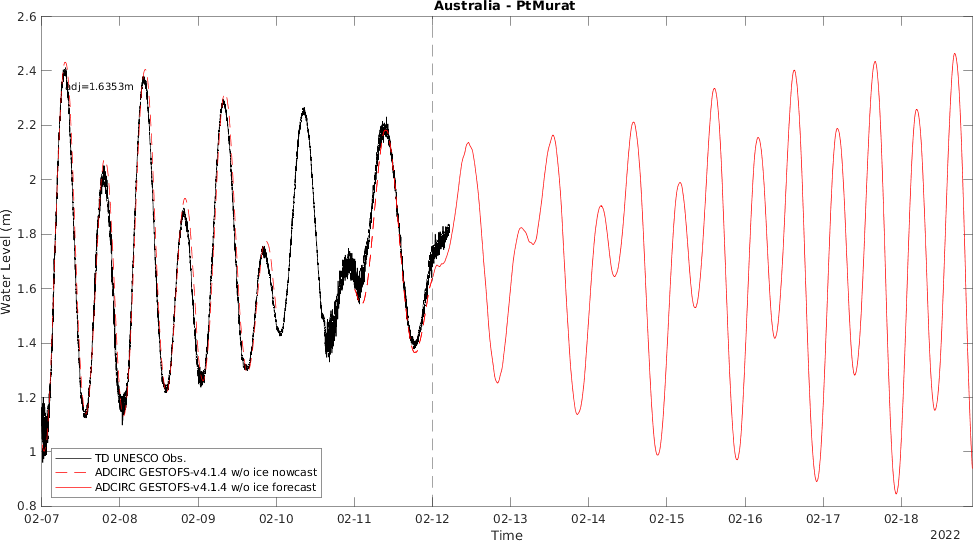 Australia - PtMurat
2.6
2.4
adj=1.6353m
2.2
2
1.8
Water Level (m)
1.6
1.4
1.2
1
0.8
TD UNESCO Obs.
ADCIRC GESTOFS-v4.1.4 w/o ice nowcast
ADCIRC GESTOFS-v4.1.4 w/o ice forecast
02-07 02-08 02-09 02-10 02-11 02-12 02-13 02-14 02-15 02-16 02-17 02-18
Time
2022